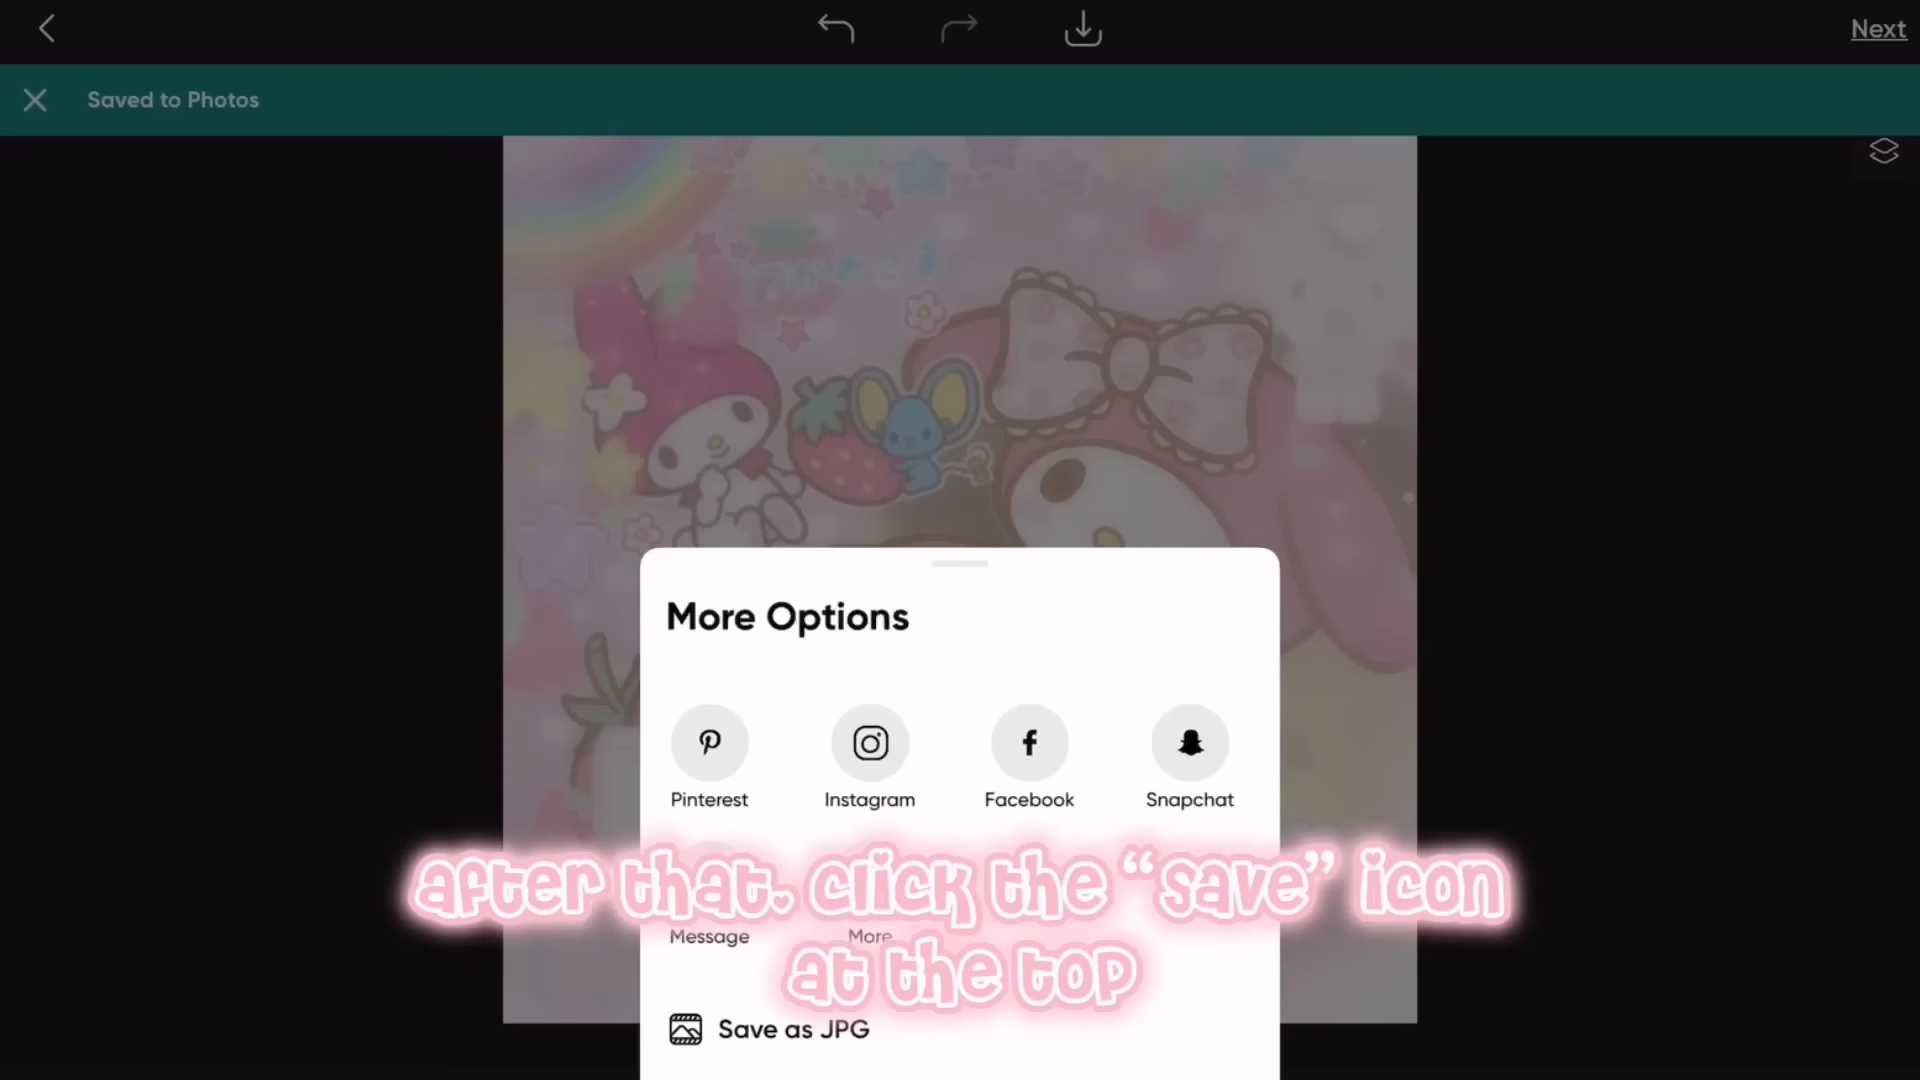 Next
Saved to Photos
More Options
Pinterest Instagram Facebook Snapchat
after that, click the “save” icon
Message More
at the top
Save as JPG